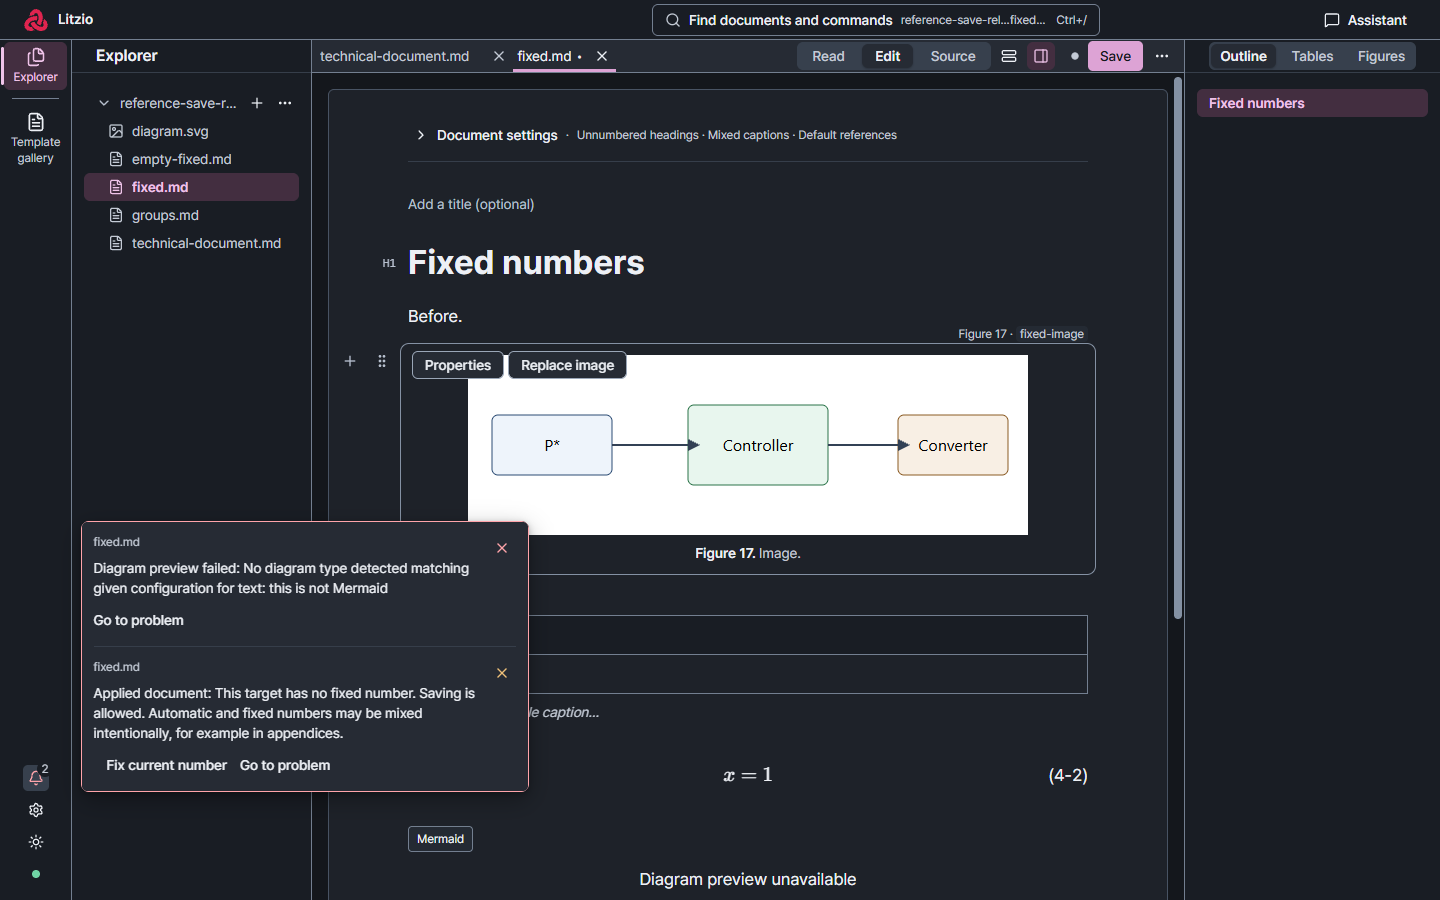 Litzio
Find documents and commands reference-save-rel...fixed... Ctrl+/
Assistant
Explorer
Template
gallery
2
Explorer
reference-save-r...
diagram.svg
empty-fixed.md
fixed.md
groups.md
technical-document.md
technical-document.md
fixed.md •
Read
Edit
Source
Save
Document settings · Unnumbered headings · Mixed captions · Default references
Add a title (optional)
H1
Fixed numbers
Before.
Figure 17 · fixed-image
Properties
Replace image
P*
Controller
Converter
Figure 17. Image.
le caption...
x = 1
(4-2)
Mermaid
Diagram preview unavailable
fixed.md
Diagram preview failed: No diagram type detected matching
given configuration for text: this is not Mermaid
Go to problem
fixed.md
Applied document: This target has no fixed number. Saving is
allowed. Automatic and fixed numbers may be mixed
intentionally, for example in appendices.
Fix current number Go to problem
Outline
Tables
Figures
Fixed numbers